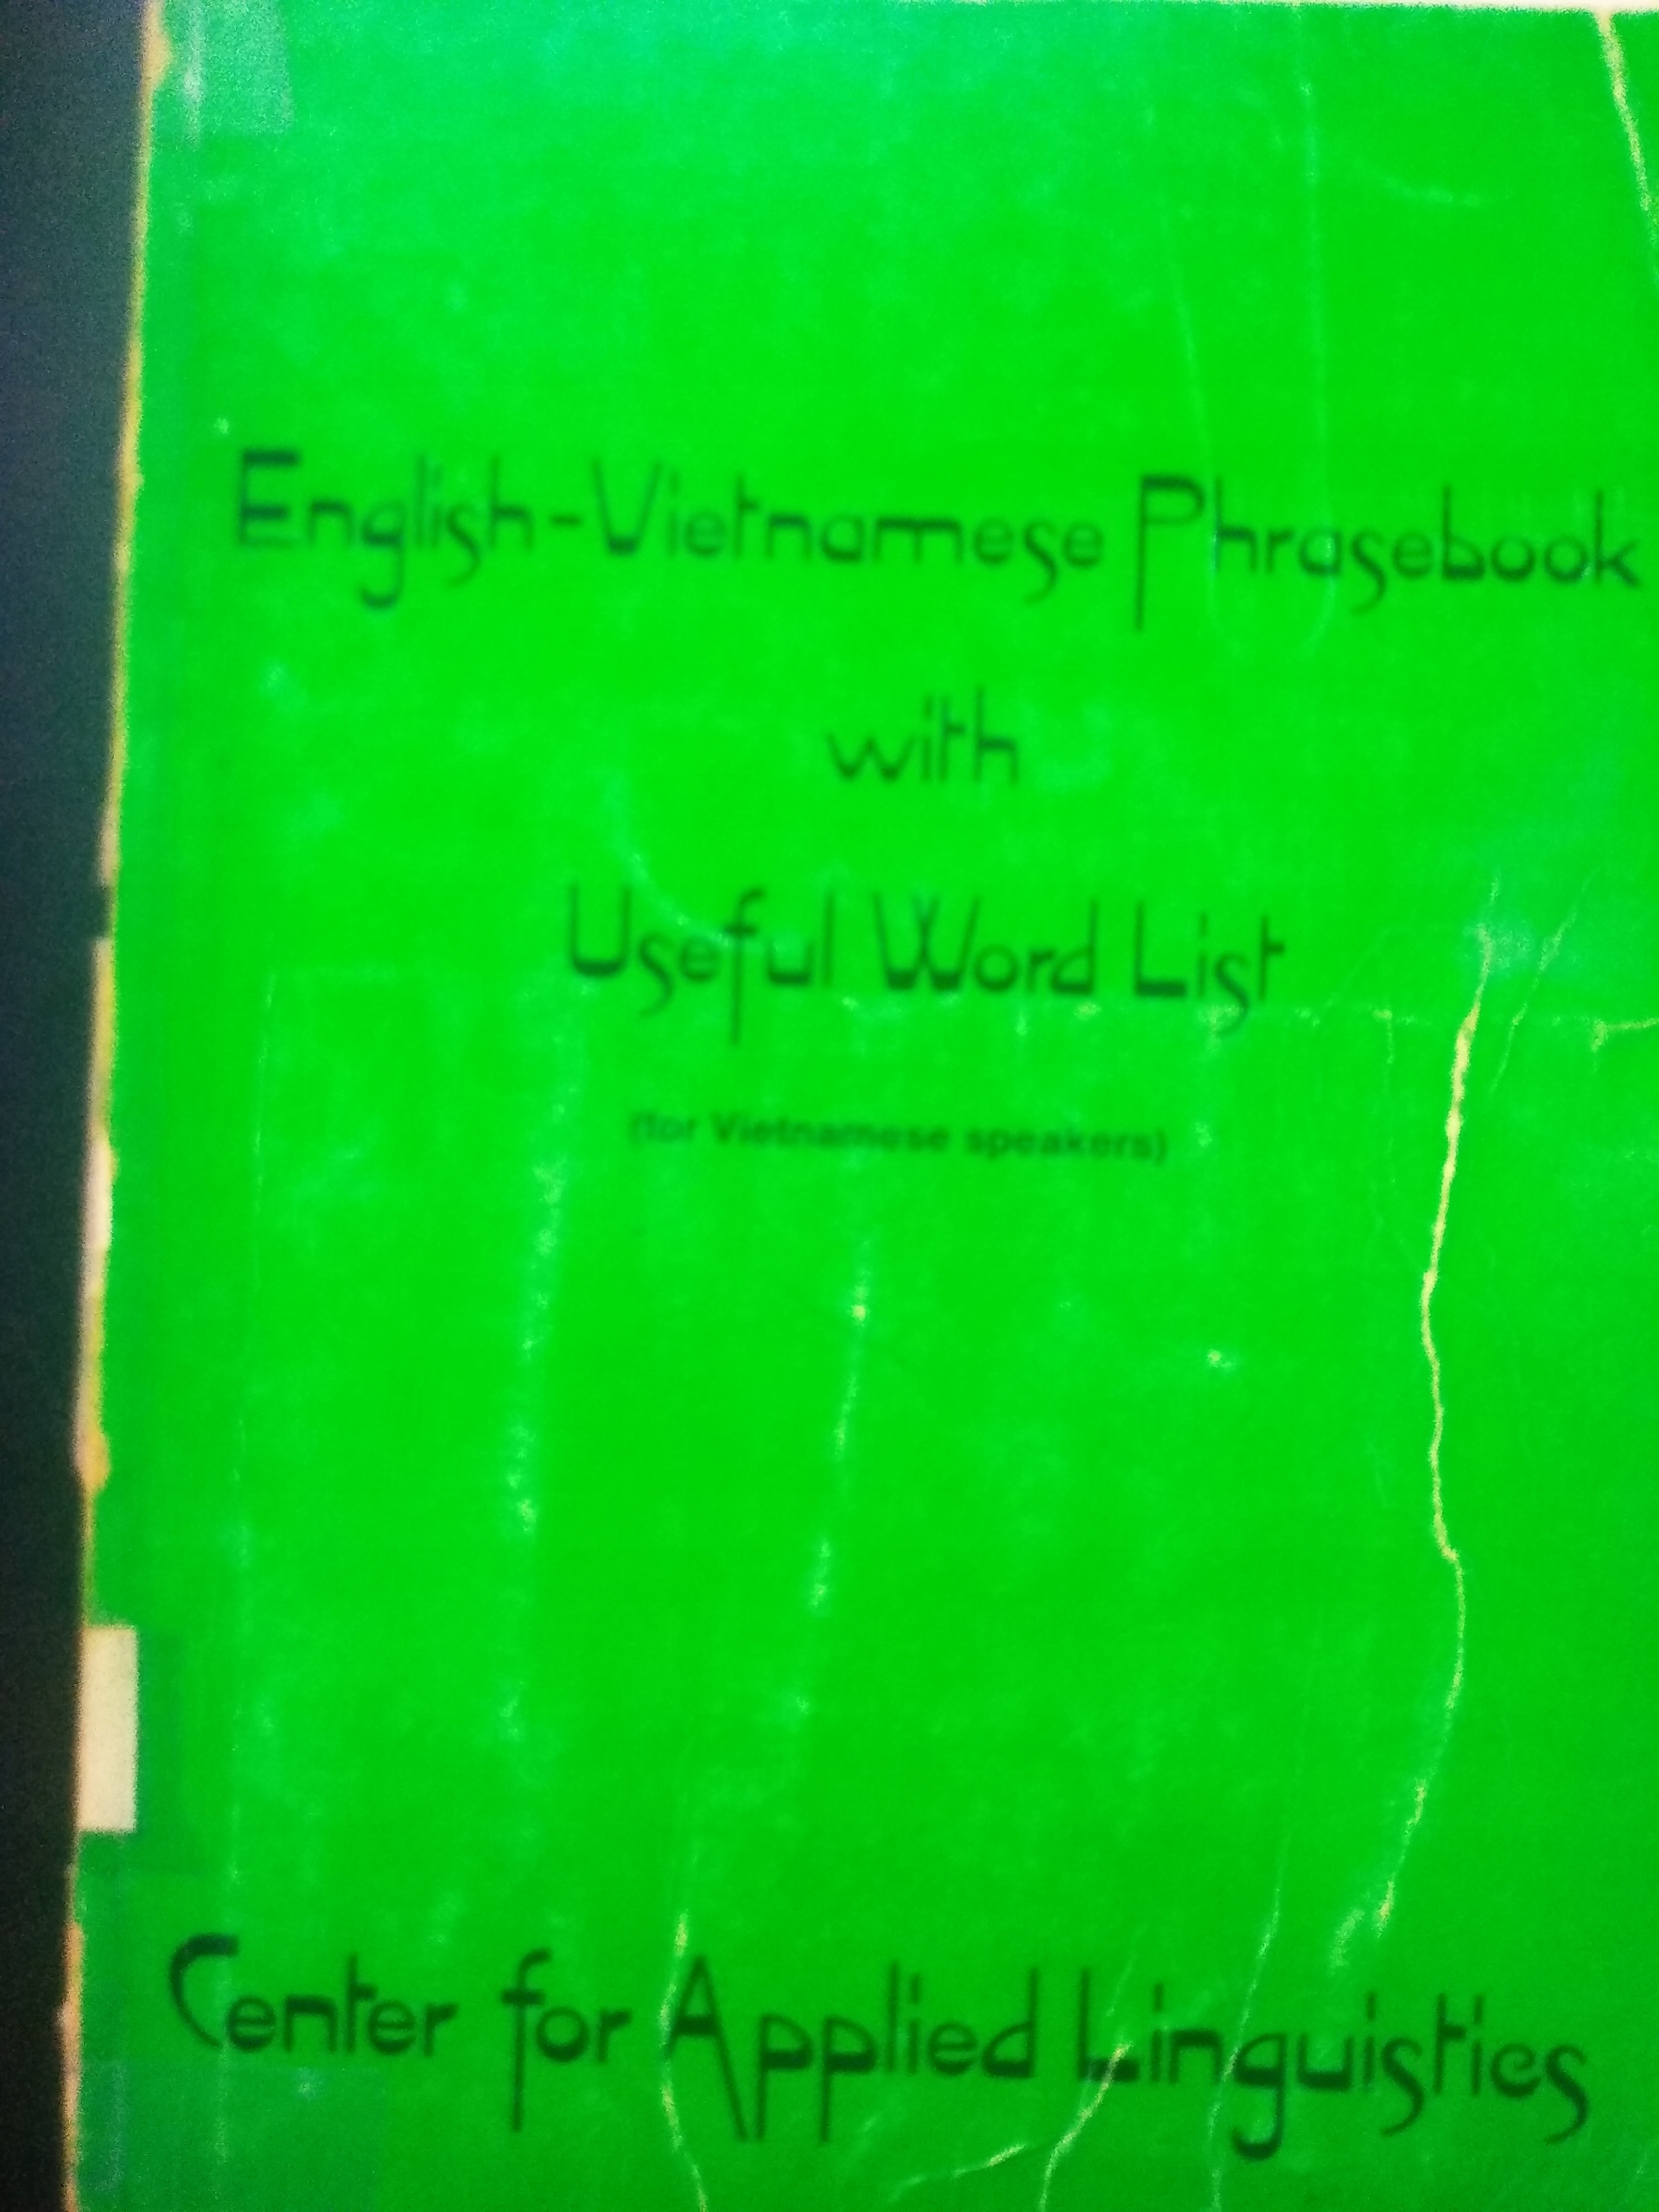 English-Vietnamese Phrasebook
with
Useful Word List
(for Vietnamese speakers)
Center for Applied Linguistics